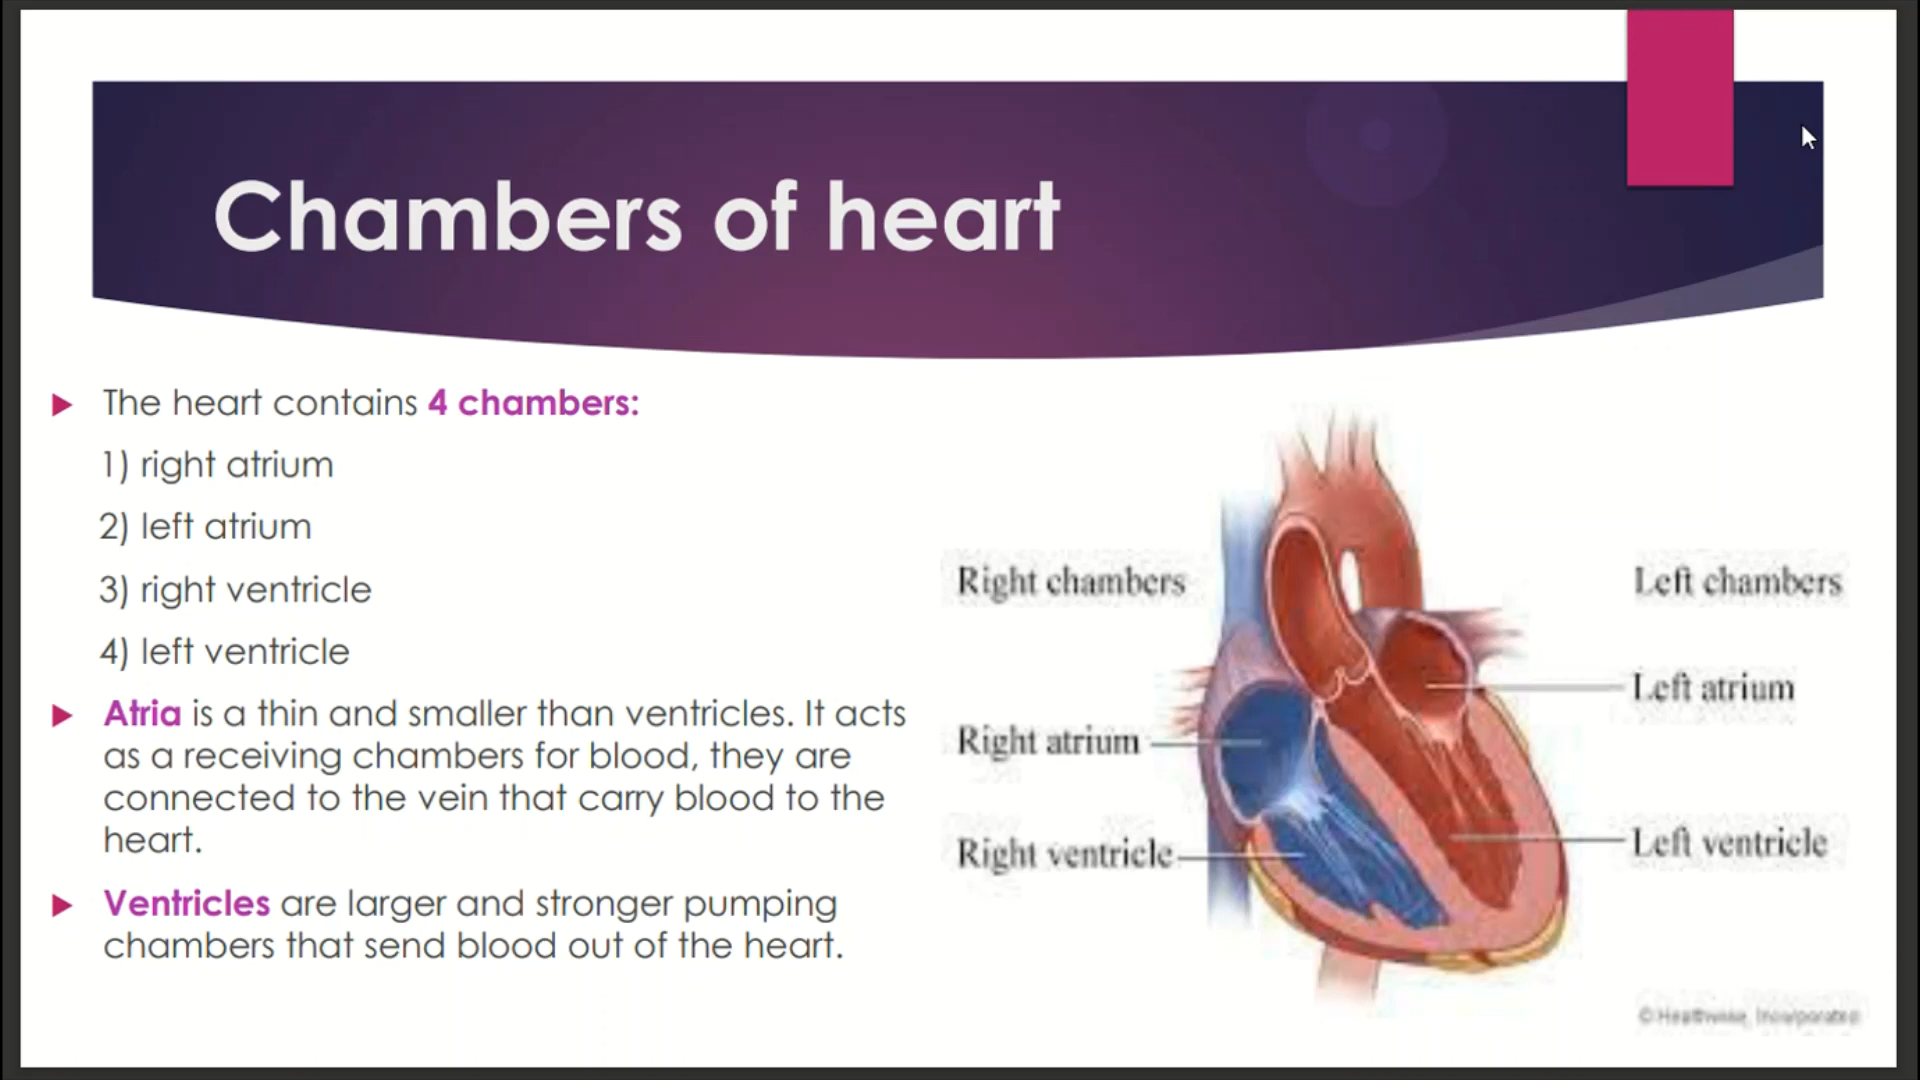 Chambers of heart
The heart contains 4 chambers:
1) right atrium
2) left atrium
3) right ventricle
4) left ventricle
Atria is a thin and smaller than ventricles. It acts
as a receiving chambers for blood, they are
connected to the vein that carry blood to the
heart.
Ventricles are larger and stronger pumping
chambers that send blood out of the heart.
Right chambers
Left chambers
Left atrium
Right atrium
Left ventricle
Right ventricle
© Healthwise, Incorporated